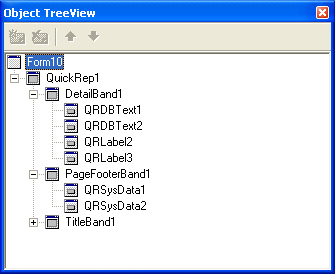 Object TreeView
Form10
QuickRep1
DetailBand1
QRDBText1
QRDBText2
QRLabel2
QRLabel3
PageFooterBand1
QRSysData1
QRSysData2
TitleBand1